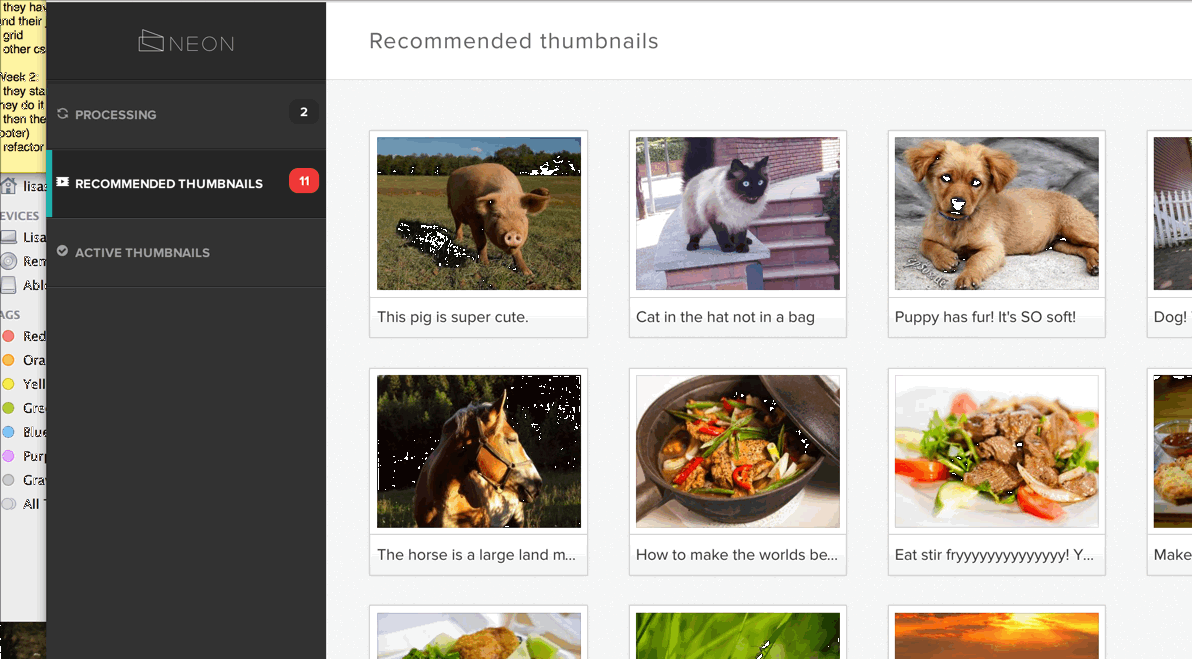 they hav
nd their
grid
other cs
Week 2:
they sta
hey do it
then the
ooter)
refactor
lisa
EVICES
Lisa
Ren
AGS
Red
Ora
Yell
Gre
Blue
Purp
Gra
All
NEON
PROCESSING
2
RECOMMENDED THUMBNAILS
11
ACTIVE THUMBNAILS
Recommended thumbnails
This pig is super cute.
Cat in the hat not in a bag
Puppy has fur! It's SO soft!
Dog!
The horse is a large land m...
How to make the worlds be...
Eat stir fryyyyyyyyyyyyyy! Y...
Make